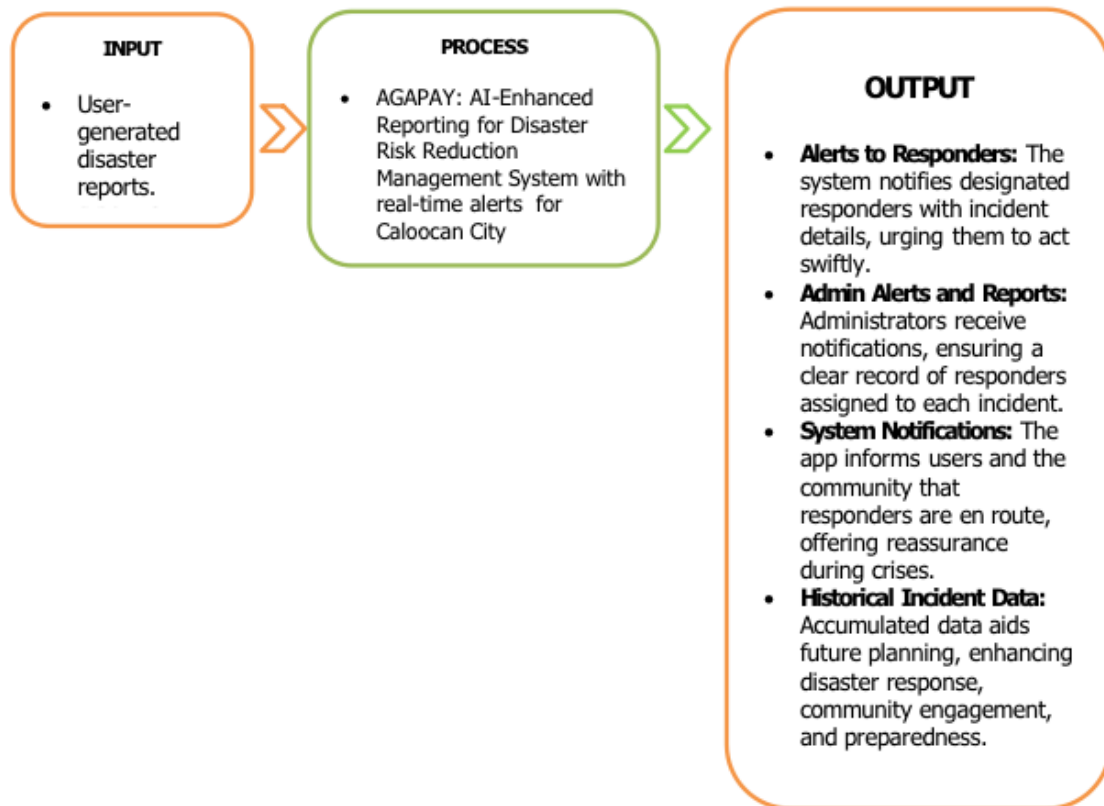 INPUT
• User-
generated
disaster
reports.
PROCESS
• AGAPAY: AI-Enhanced
Reporting for Disaster
Risk Reduction
Management System with
real-time alerts for
Caloocan City
OUTPUT
• Alerts to Responders: The
system notifies designated
responders with incident
details, urging them to act
swiftly.
• Admin Alerts and Reports:
Administrators receive
notifications, ensuring a
clear record of responders
assigned to each incident.
• System Notifications: The
app informs users and the
community that
responders are en route,
offering reassurance
during crises.
• Historical Incident Data:
Accumulated data aids
future planning, enhancing
disaster response,
community engagement,
and preparedness.